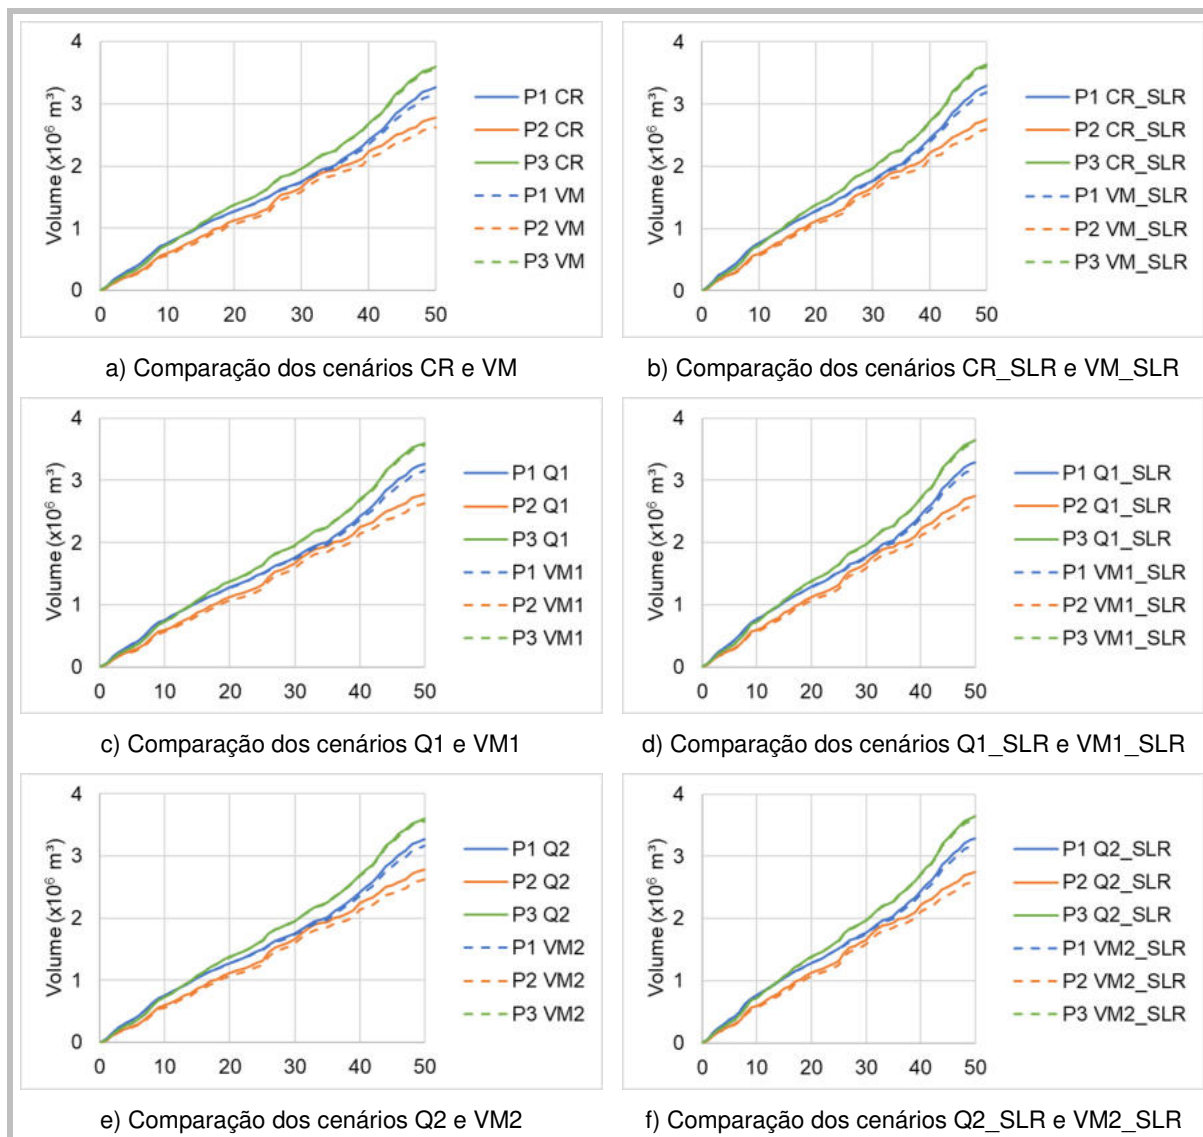 4
3
2
1
0
Volume (x10⁶ m³)
0 10 20 30 40 50
P1 CR
P2 CR
P3 CR
P1 VM
P2 VM
P3 VM
a) Comparação dos cenários CR e VM
4
3
2
1
0
Volume (x10⁶ m³)
0 10 20 30 40 50
P1 CR_SLR
P2 CR_SLR
P3 CR_SLR
P1 VM_SLR
P2 VM_SLR
P3 VM_SLR
b) Comparação dos cenários CR_SLR e VM_SLR
4
3
2
1
0
Volume (x10⁶ m³)
0 10 20 30 40 50
P1 Q1
P2 Q1
P3 Q1
P1 VM1
P2 VM1
P3 VM1
c) Comparação dos cenários Q1 e VM1
4
3
2
1
0
Volume (x10⁶ m³)
0 10 20 30 40 50
P1 Q1_SLR
P2 Q1_SLR
P3 Q1_SLR
P1 VM1_SLR
P2 VM1_SLR
P3 VM1_SLR
d) Comparação dos cenários Q1_SLR e VM1_SLR
4
3
2
1
0
Volume (x10⁶ m³)
0 10 20 30 40 50
P1 Q2
P2 Q2
P3 Q2
P1 VM2
P2 VM2
P3 VM2
e) Comparação dos cenários Q2 e VM2
4
3
2
1
0
Volume (x10⁶ m³)
0 10 20 30 40 50
P1 Q2_SLR
P2 Q2_SLR
P3 Q2_SLR
P1 VM2_SLR
P2 VM2_SLR
P3 VM2_SLR
f) Comparação dos cenários Q2_SLR e VM2_SLR